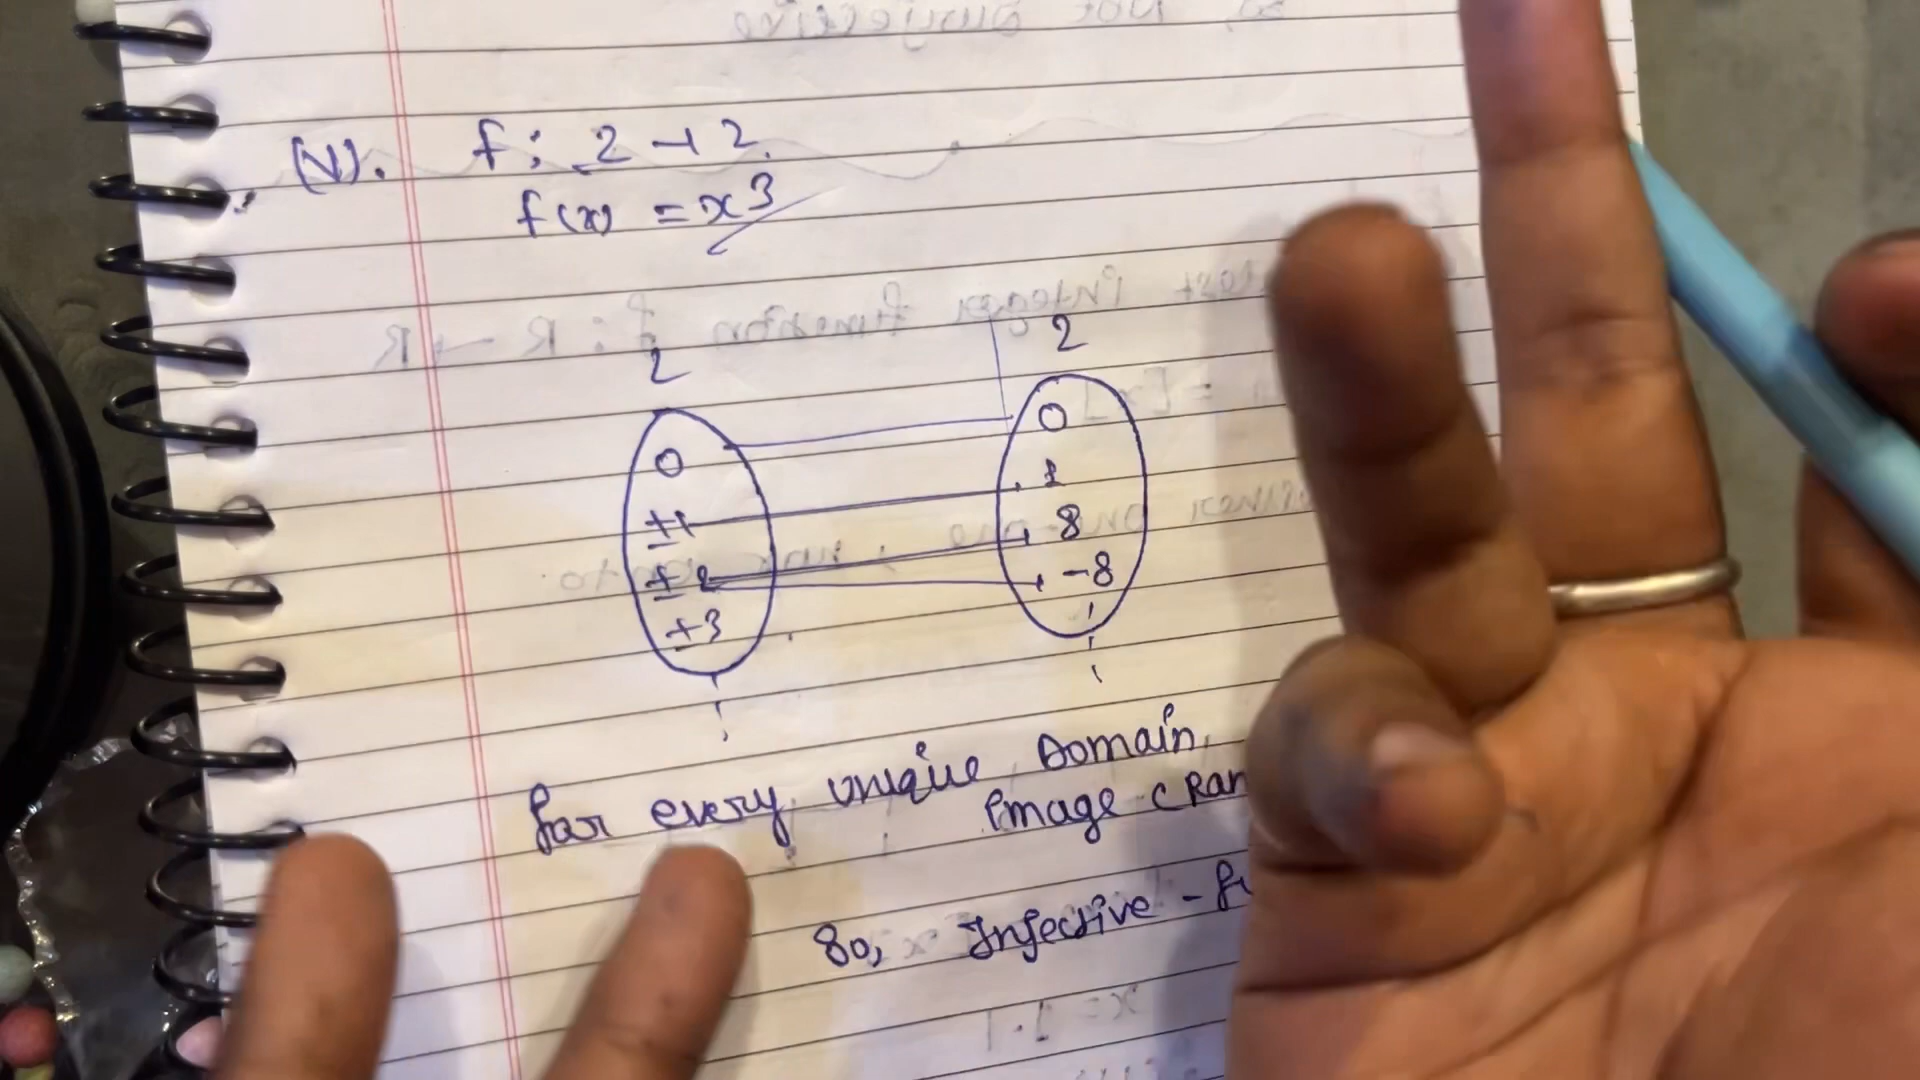 (V). f: Z → Z.
f(x) = x3
Z Z
0 0
±1 1
±2 8
±3 -8
for every unique Domain,
Image
So, Injective -